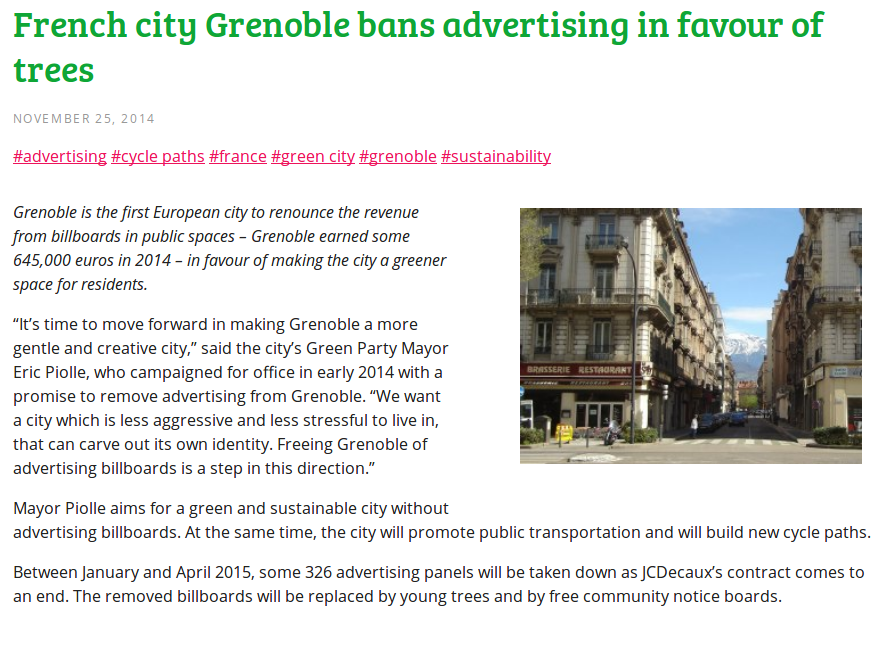 French city Grenoble bans advertising in favour of
trees
NOVEMBER 25, 2014
#advertising #cycle paths #france #green city #grenoble #sustainability
Grenoble is the first European city to renounce the revenue
from billboards in public spaces – Grenoble earned some
645,000 euros in 2014 – in favour of making the city a greener
space for residents.
“It’s time to move forward in making Grenoble a more
gentle and creative city,” said the city’s Green Party Mayor
Eric Piolle, who campaigned for office in early 2014 with a
promise to remove advertising from Grenoble. “We want
a city which is less aggressive and less stressful to live in,
that can carve out its own identity. Freeing Grenoble of
advertising billboards is a step in this direction.”
BRASSERIE RESTAURANT
Mayor Piolle aims for a green and sustainable city without
advertising billboards. At the same time, the city will promote public transportation and will build new cycle paths.
Between January and April 2015, some 326 advertising panels will be taken down as JCDecaux’s contract comes to
an end. The removed billboards will be replaced by young trees and by free community notice boards.